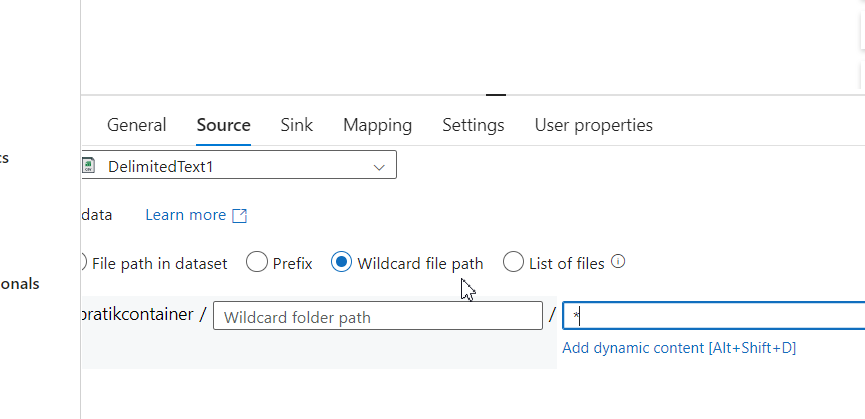 General Source Sink Mapping Settings User properties
DelimitedText1
data Learn more
File path in dataset Prefix Wildcard file path List of files
onals
pratikcontainer / Wildcard folder path / *
Add dynamic content [Alt+Shift+D]